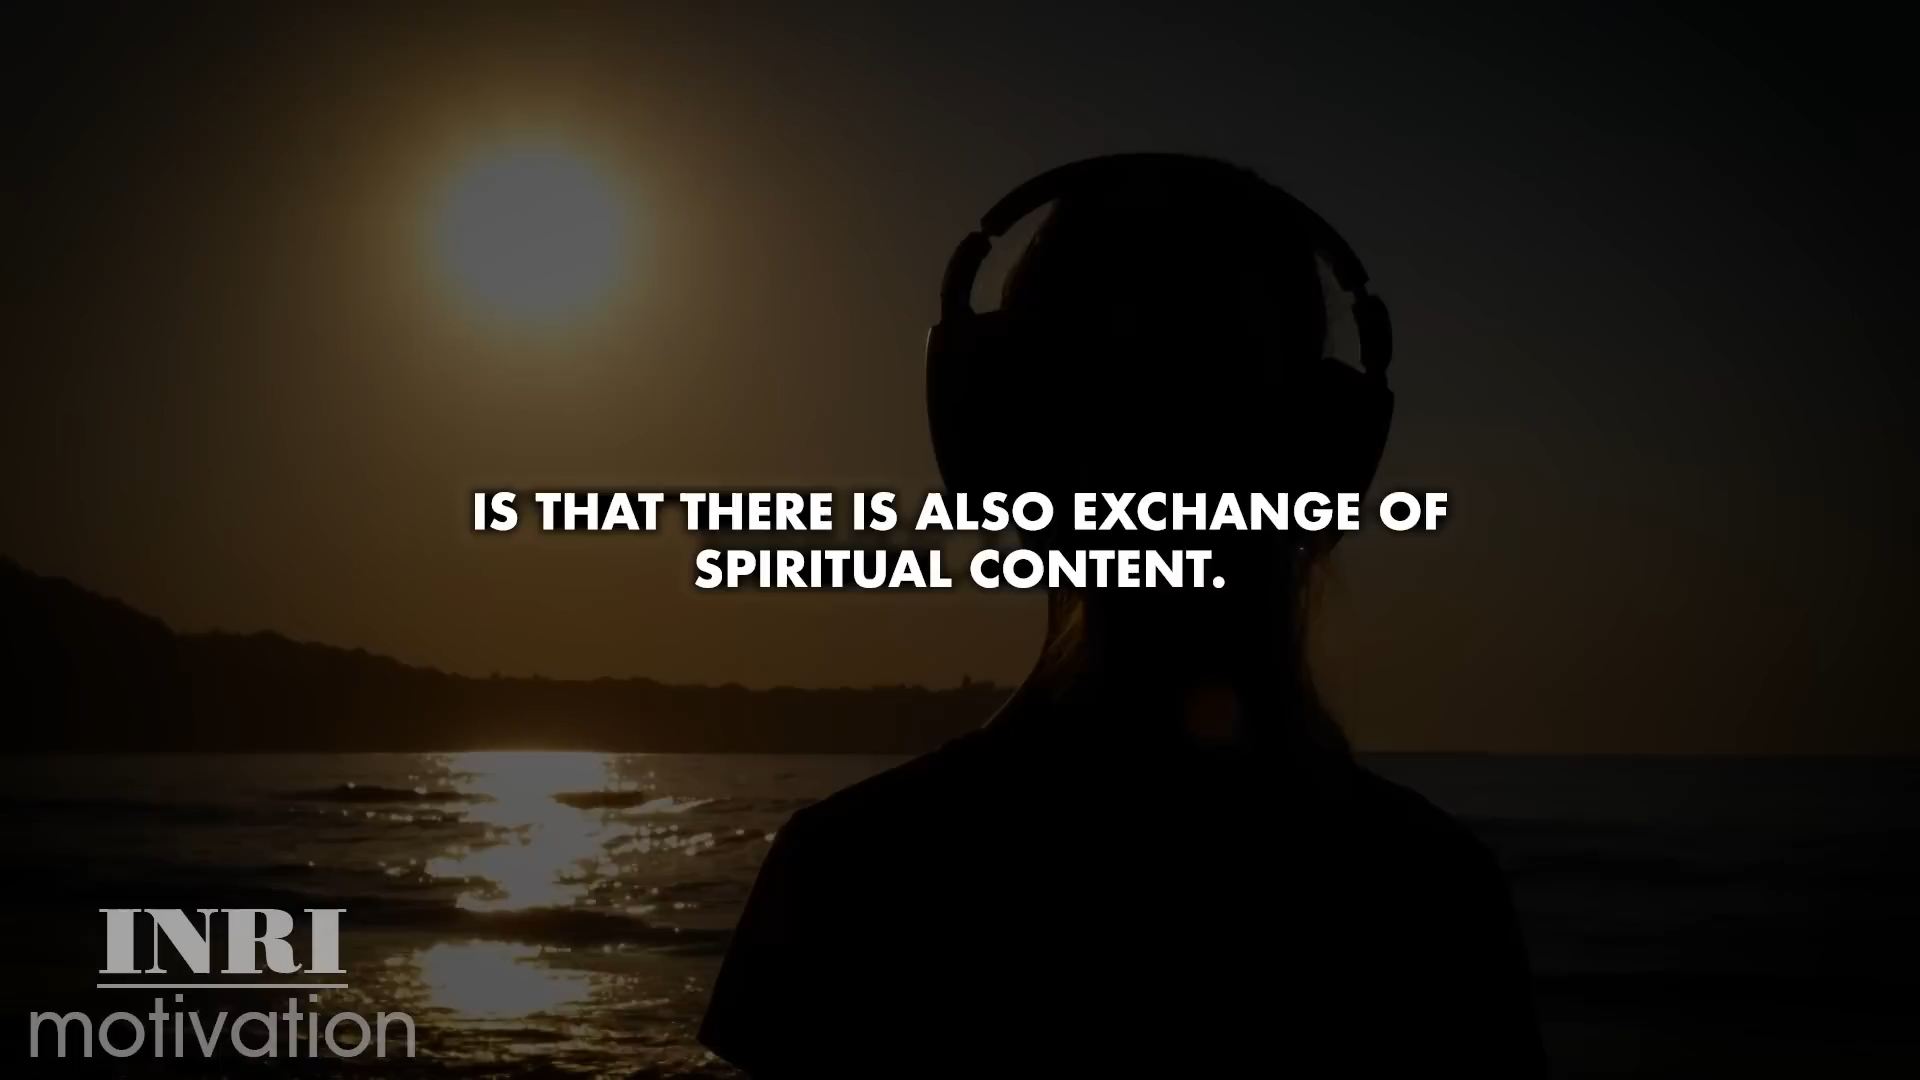 IS THAT THERE IS ALSO EXCHANGE OF
SPIRITUAL CONTENT.
INRI
motivation